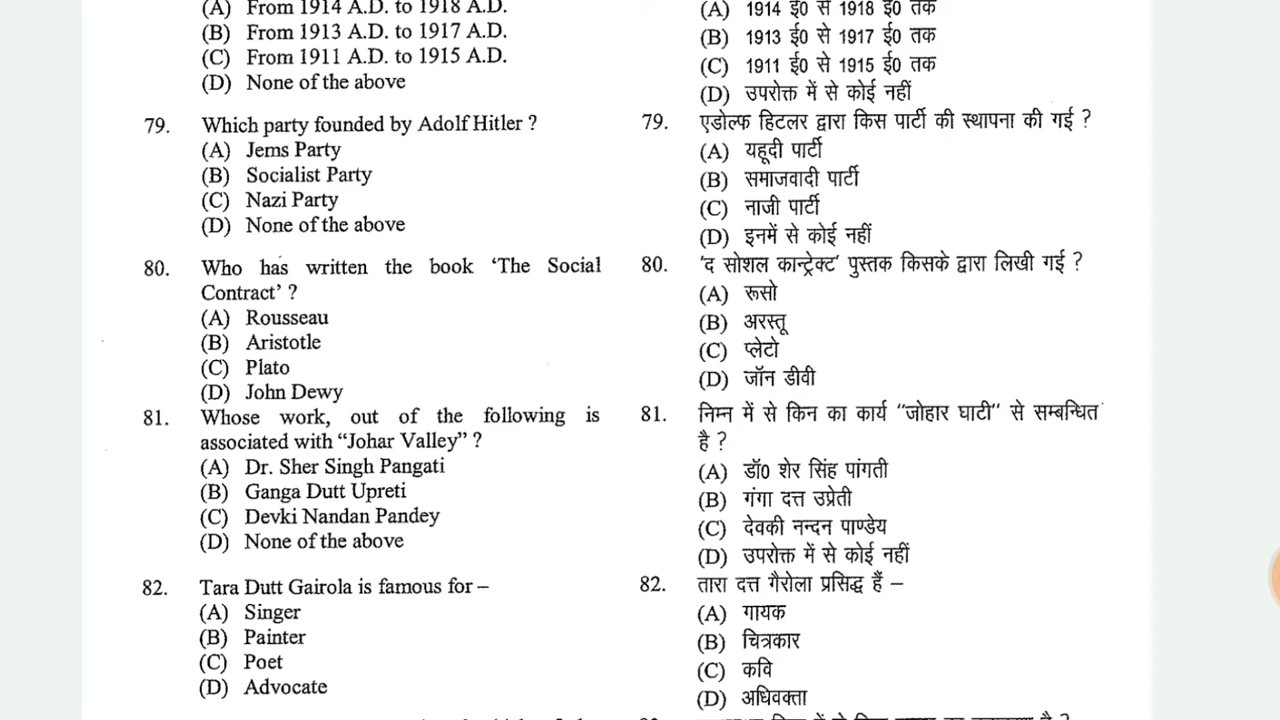 (A) From 1914 A.D. to 1918 A.D.
(B) From 1913 A.D. to 1917 A.D.
(C) From 1911 A.D. to 1915 A.D.
(D) None of the above
79. Which party founded by Adolf Hitler ?
(A) Jems Party
(B) Socialist Party
(C) Nazi Party
(D) None of the above
80. Who has written the book ‘The Social
Contract’ ?
(A) Rousseau
(B) Aristotle
(C) Plato
(D) John Dewy
81. Whose work, out of the following is
associated with “Johar Valley” ?
(A) Dr. Sher Singh Pangati
(B) Ganga Dutt Upreti
(C) Devki Nandan Pandey
(D) None of the above
82. Tara Dutt Gairola is famous for –
(A) Singer
(B) Painter
(C) Poet
(D) Advocate
(A) 1914 ई0 से 1918 ई0 तक
(B) 1913 ई0 से 1917 ई0 तक
(C) 1911 ई0 से 1915 ई0 तक
(D) उपरोक्त में से कोई नहीं
79. एडोल्फ हिटलर द्वारा किस पार्टी की स्थापना की गई ?
(A) यहूदी पार्टी
(B) समाजवादी पार्टी
(C) नाजी पार्टी
(D) इनमें से कोई नहीं
80. ‘द सोशल कान्ट्रेक्ट’ पुस्तक किसके द्वारा लिखी गई ?
(A) रूसो
(B) अरस्तू
(C) प्लेटो
(D) जॉन डीवी
81. निम्न में से किन का कार्य “जोहार घाटी” से सम्बन्धित
है ?
(A) डॉ0 शेर सिंह पांगती
(B) गंगा दत्त उप्रेती
(C) देवकी नन्दन पाण्डेय
(D) उपरोक्त में से कोई नहीं
82. तारा दत्त गैरोला प्रसिद्ध हैं –
(A) गायक
(B) चित्रकार
(C) कवि
(D) अधिवक्ता